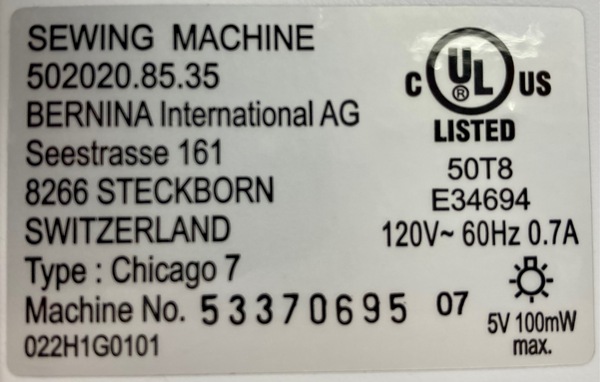 SEWING MACHINE
502020.85.35
BERNINA International AG
Seestrasse 161
8266 STECKBORN
SWITZERLAND
Type : Chicago 7
Machine No. 53370695 07
022H1G0101
C UL ® US
LISTED
50T8
E34694
120V~ 60Hz 0.7A
5V 100mW
max.